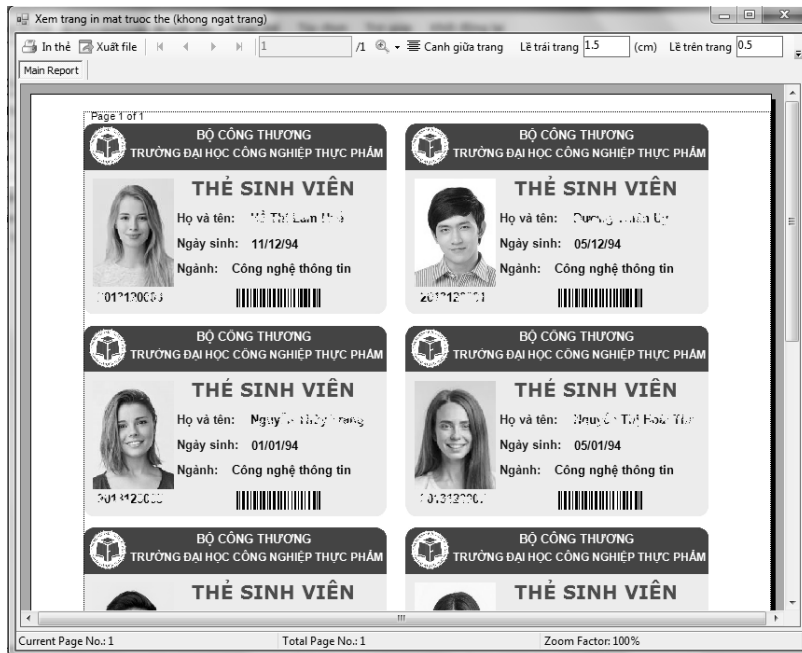 Xem trang in mat truoc the (khong ngat trang)
In thẻ Xuất file 1 /1 Canh giữa trang Lề trái trang 1.5 (cm) Lề trên trang 0.5
Main Report
Page 1 of 1
BỘ CÔNG THƯƠNG
TRƯỜNG ĐẠI HỌC CÔNG NGHIỆP THỰC PHẨM
THẺ SINH VIÊN
Họ và tên:
Ngày sinh: 11/12/94
Ngành: Công nghệ thông tin
BỘ CÔNG THƯƠNG
TRƯỜNG ĐẠI HỌC CÔNG NGHIỆP THỰC PHẨM
THẺ SINH VIÊN
Họ và tên:
Ngày sinh: 05/12/94
Ngành: Công nghệ thông tin
BỘ CÔNG THƯƠNG
TRƯỜNG ĐẠI HỌC CÔNG NGHIỆP THỰC PHẨM
THẺ SINH VIÊN
Họ và tên:
Ngày sinh: 01/01/94
Ngành: Công nghệ thông tin
BỘ CÔNG THƯƠNG
TRƯỜNG ĐẠI HỌC CÔNG NGHIỆP THỰC PHẨM
THẺ SINH VIÊN
Họ và tên:
Ngày sinh: 05/01/94
Ngành: Công nghệ thông tin
BỘ CÔNG THƯƠNG
TRƯỜNG ĐẠI HỌC CÔNG NGHIỆP THỰC PHẨM
THẺ SINH VIÊN
BỘ CÔNG THƯƠNG
TRƯỜNG ĐẠI HỌC CÔNG NGHIỆP THỰC PHẨM
THẺ SINH VIÊN
Current Page No.: 1 Total Page No.: 1 Zoom Factor: 100%